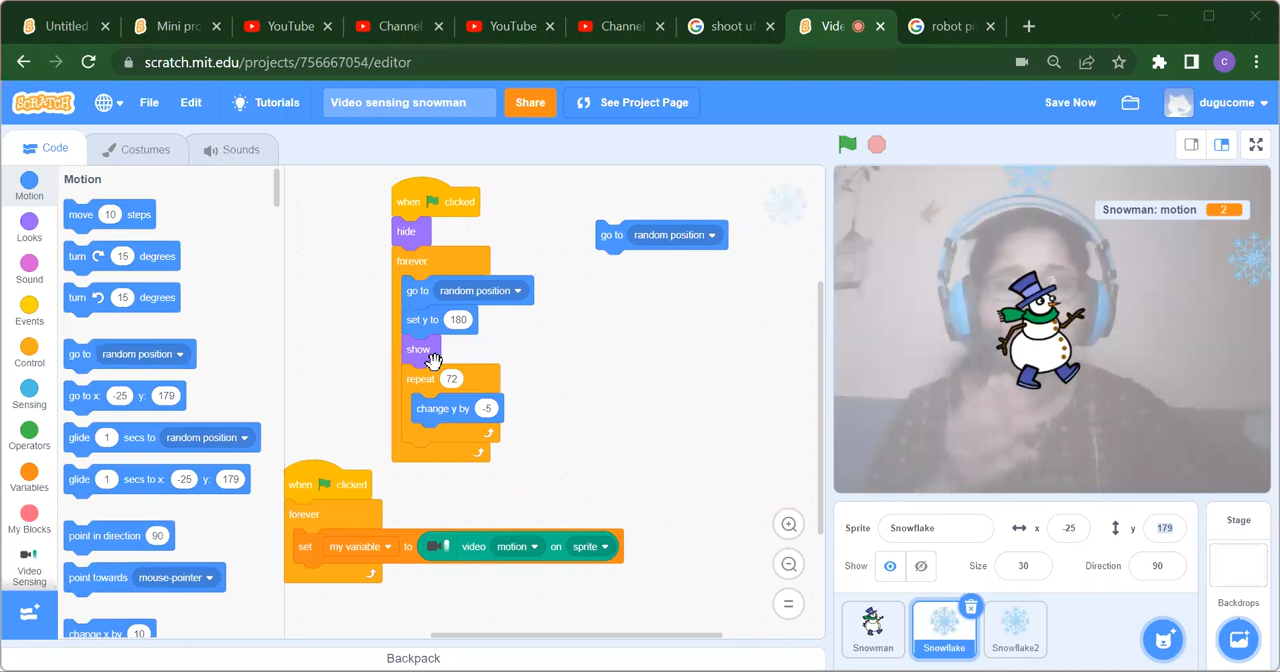 Untitled
Mini pro
YouTube
Channel
YouTube
Channel
shoot u
Vide
robot pi
scratch.mit.edu/projects/756667054/editor
C
SCRATCH
File
Edit
Tutorials
Video sensing snowman
Share
See Project Page
Save Now
dugucome
Code
Costumes
Sounds
Motion
Looks
Sound
Events
Control
Sensing
Operators
Variables
My Blocks
Video
Sensing
Motion
move 10 steps
turn 15 degrees
turn 15 degrees
go to random position
go to x: -25 y: 179
glide 1 secs to random position
glide 1 secs to x: -25 y: 179
point in direction 90
point towards mouse-pointer
change x by 10
when clicked
hide
forever
go to random position
set y to 180
show
repeat 72
change y by -5
go to random position
when clicked
forever
set my variable to video motion on sprite
Backpack
Snowman: motion 2
Sprite Snowflake x -25 y 179
Show Size 30 Direction 90
Snowman
Snowflake
Snowflake2
Stage
Backdrops